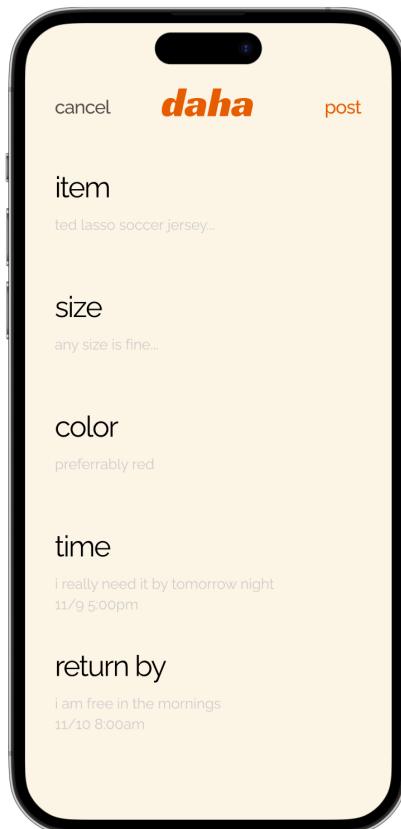 cancel daha post
item
ted lasso soccer jersey...
size
any size is fine...
color
preferrably red
time
i really need it by tomorrow night
11/9 5:00pm
return by
i am free in the mornings
11/10 8:00am